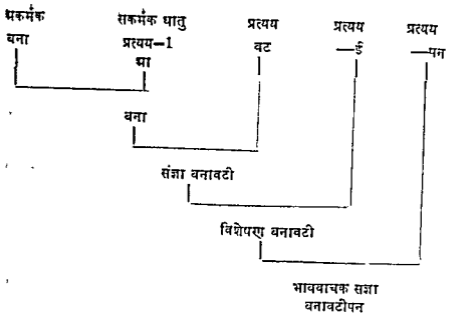 सकर्मक सकर्मक धातु प्रत्यय प्रत्यय प्रत्यय
बना प्रत्यय–1 वट —ई —पन
आ
बना
संज्ञा बनावटी
विशेषण बनावटी
भाववाचक संज्ञा
बनावटीपन